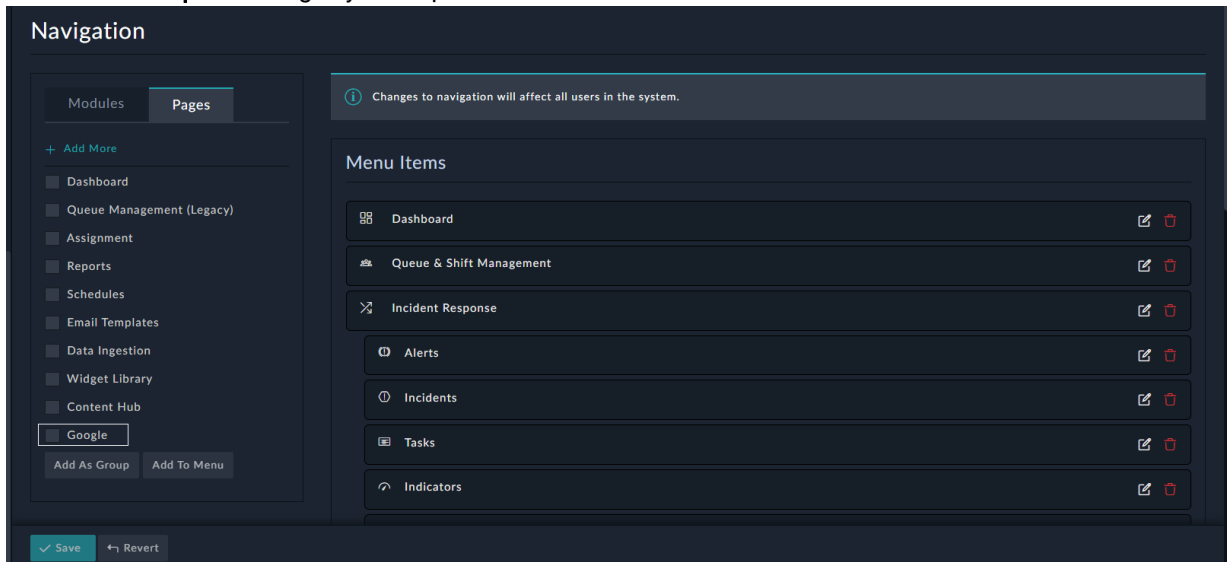 Navigation
Modules
Pages
+ Add More
Dashboard
Queue Management (Legacy)
Assignment
Reports
Schedules
Email Templates
Data Ingestion
Widget Library
Content Hub
Google
Add As Group
Add To Menu
Changes to navigation will affect all users in the system.
Menu Items
Dashboard
Queue & Shift Management
Incident Response
Alerts
Incidents
Tasks
Indicators
Save
Revert